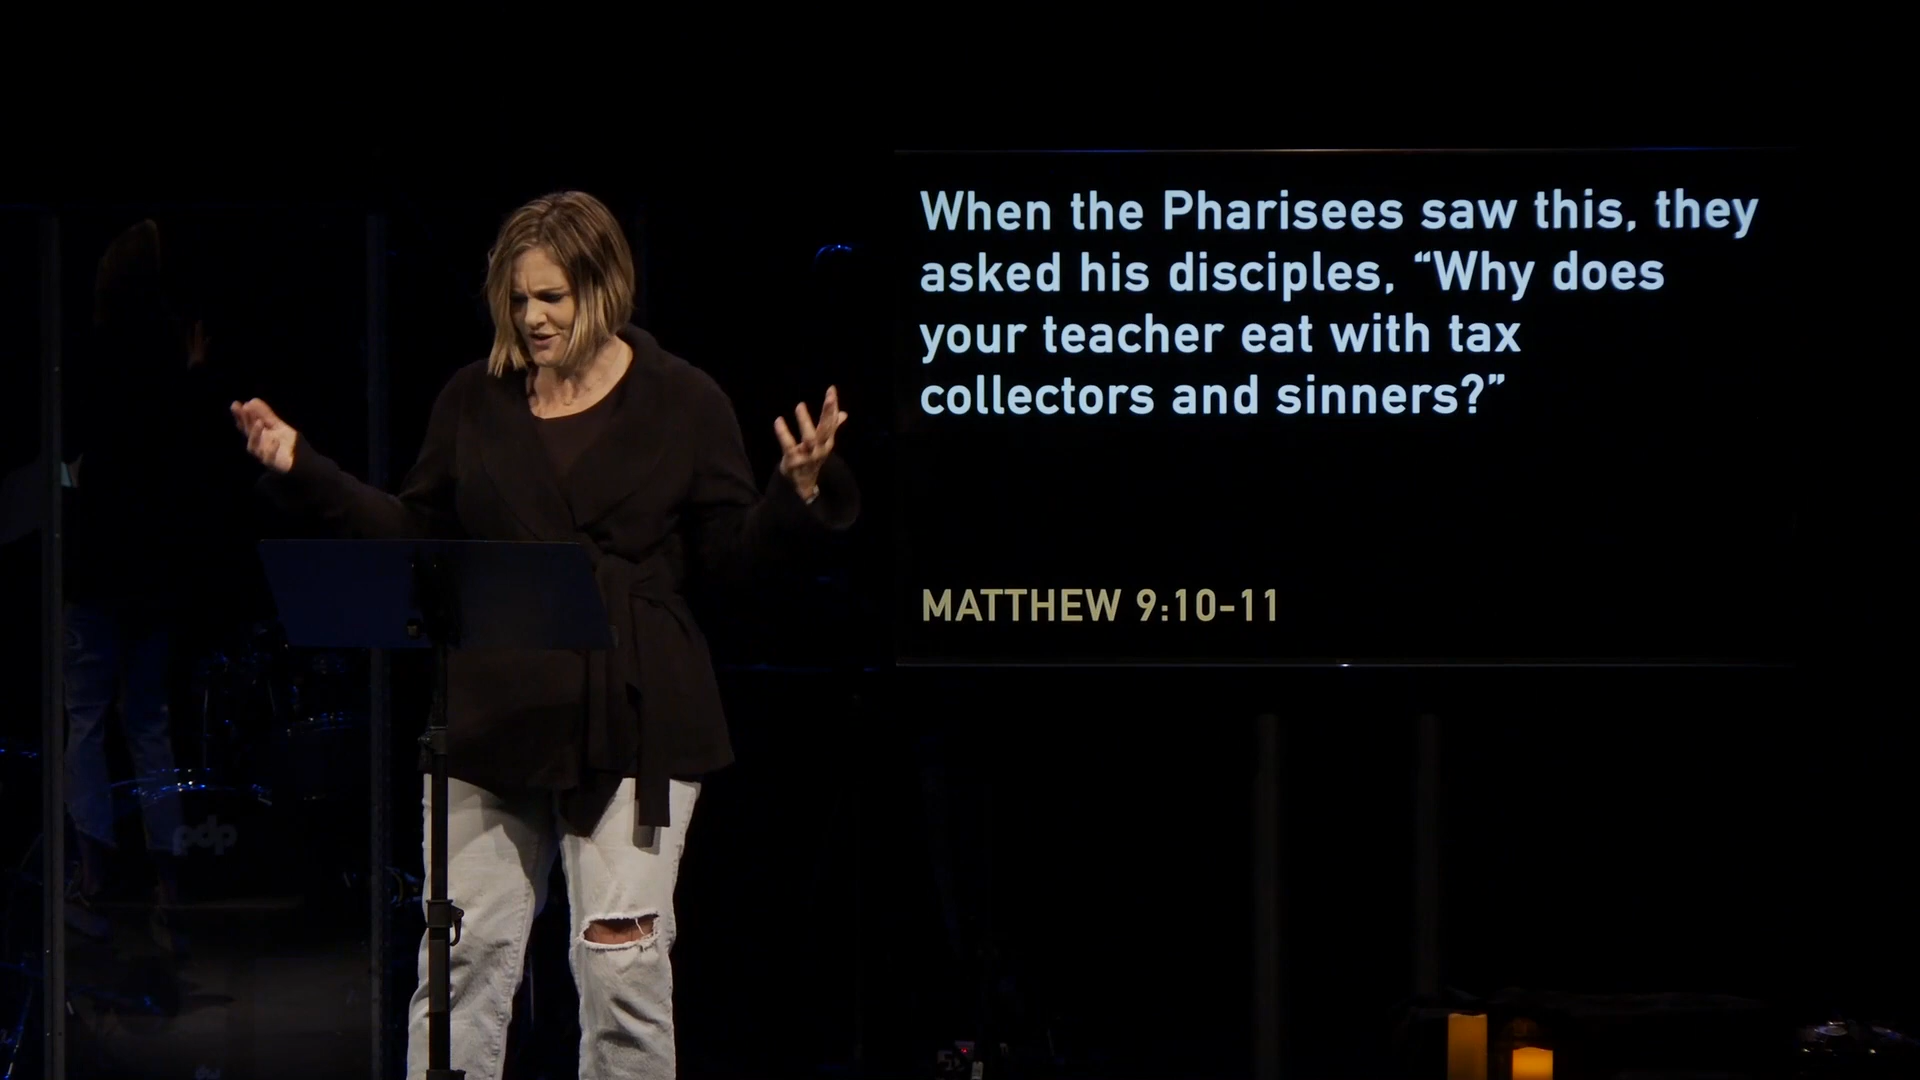 When the Pharisees saw this, they
asked his disciples, “Why does
your teacher eat with tax
collectors and sinners?”
MATTHEW 9:10-11
pdp